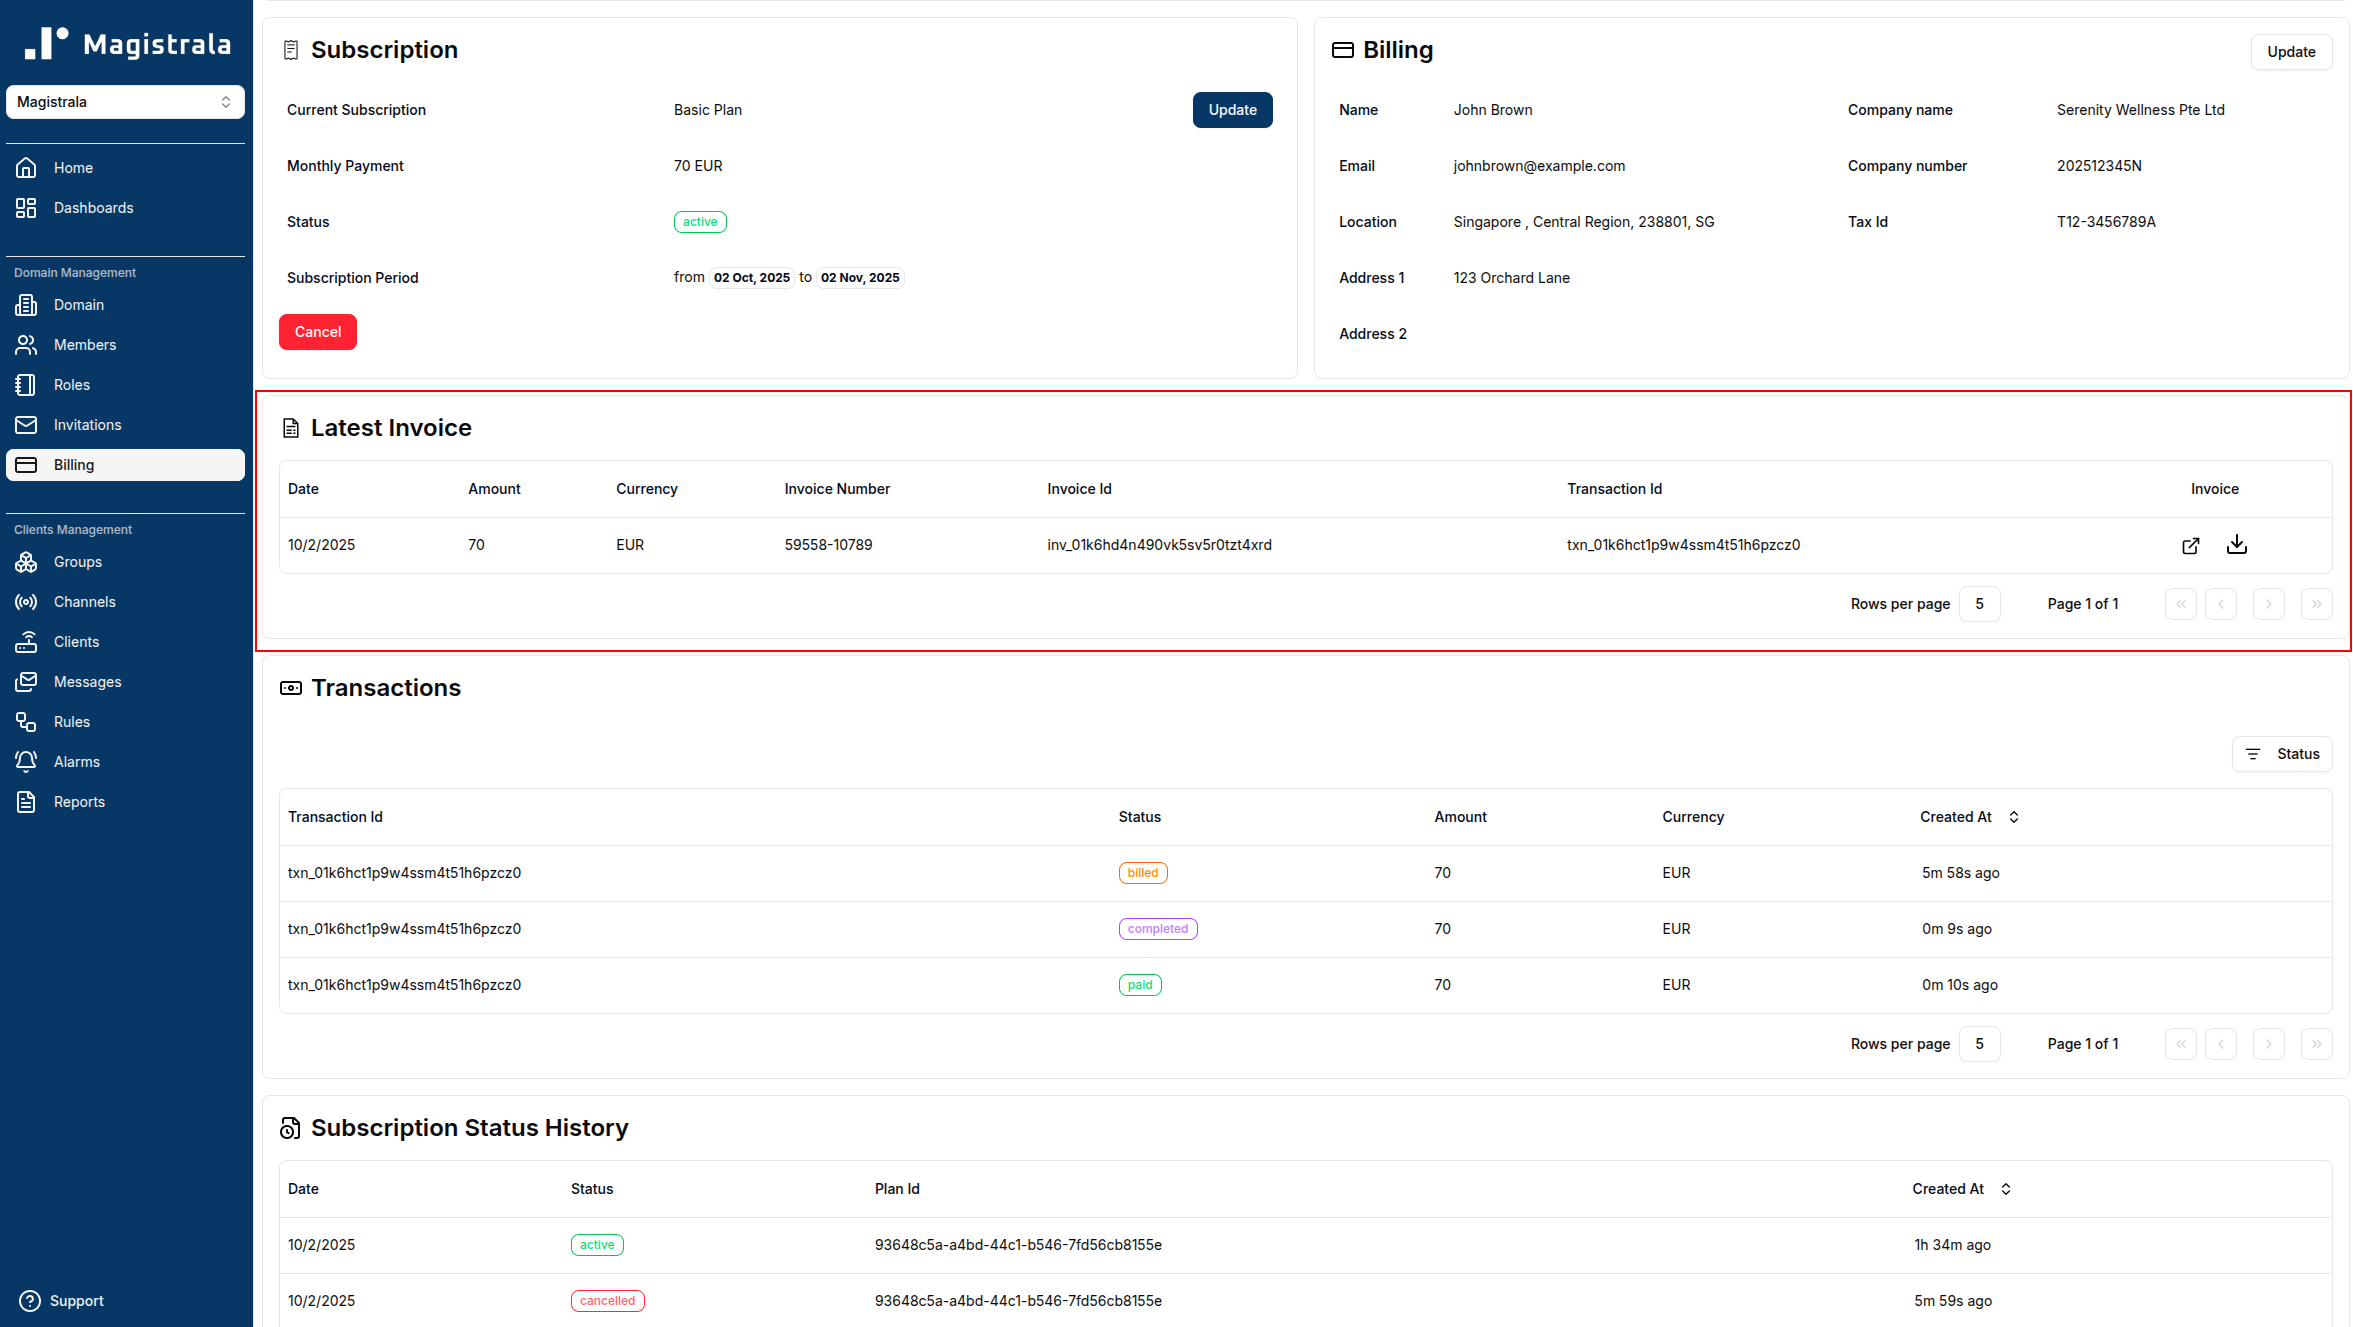 Magistrala
Magistrala
Home
Dashboards
Domain Management
Domain
Members
Roles
Invitations
Billing
Clients Management
Groups
Channels
Clients
Messages
Rules
Alarms
Reports
Support
Subscription
Current Subscription Basic Plan Update
Monthly Payment 70 EUR
Status active
Subscription Period from 02 Oct, 2025 to 02 Nov, 2025
Cancel
Billing Update
Name John Brown Company name Serenity Wellness Pte Ltd
Email johnbrown@example.com Company number 202512345N
Location Singapore , Central Region, 238801, SG Tax Id T12-3456789A
Address 1 123 Orchard Lane
Address 2
Latest Invoice
Date Amount Currency Invoice Number Invoice Id Transaction Id Invoice
10/2/2025 70 EUR 59558-10789 inv_01k6hd4n490vk5sv5r0tzt4xrd txn_01k6hct1p9w4ssm4t51h6pzcz0
Rows per page 5 Page 1 of 1
Transactions
Status
Transaction Id Status Amount Currency Created At
txn_01k6hct1p9w4ssm4t51h6pzcz0 billed 70 EUR 5m 58s ago
txn_01k6hct1p9w4ssm4t51h6pzcz0 completed 70 EUR 0m 9s ago
txn_01k6hct1p9w4ssm4t51h6pzcz0 paid 70 EUR 0m 10s ago
Rows per page 5 Page 1 of 1
Subscription Status History
Date Status Plan Id Created At
10/2/2025 active 93648c5a-a4bd-44c1-b546-7fd56cb8155e 1h 34m ago
10/2/2025 cancelled 93648c5a-a4bd-44c1-b546-7fd56cb8155e 5m 59s ago